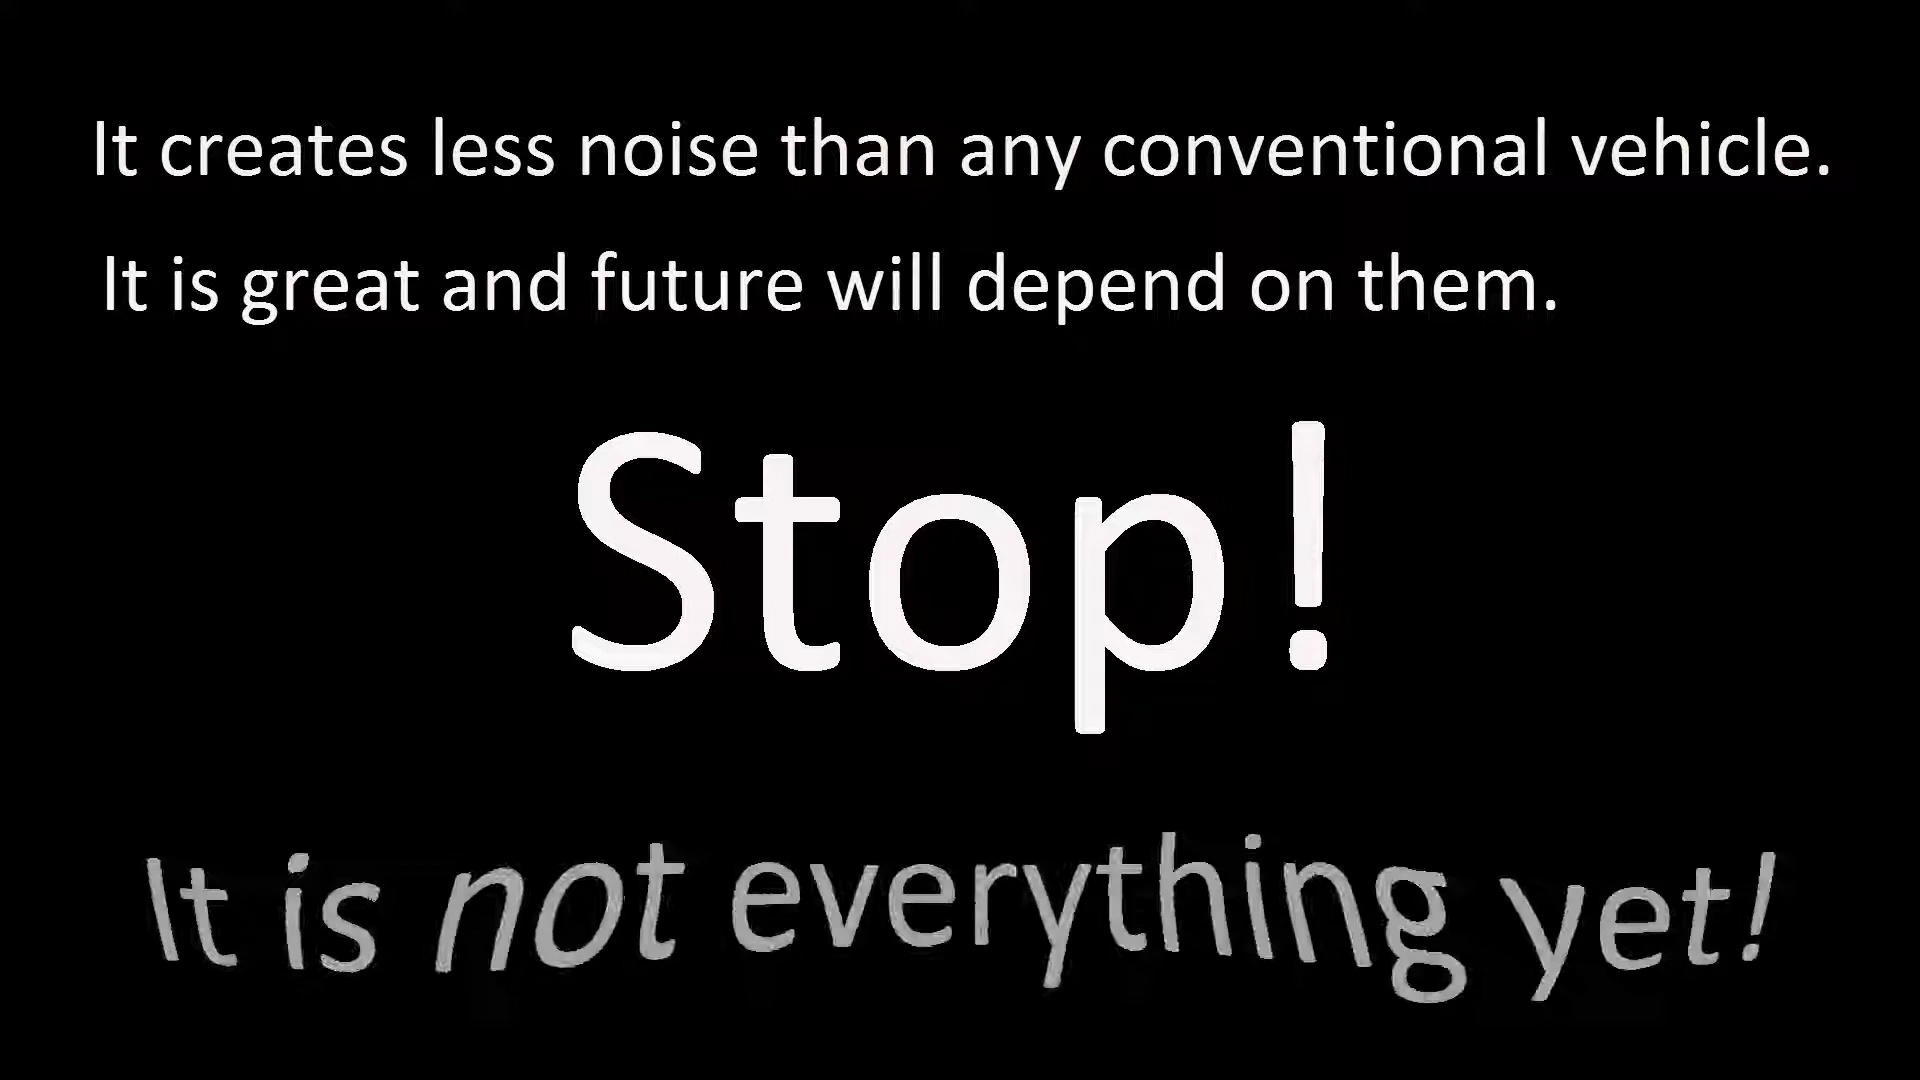 It creates less noise than any conventional vehicle.
It is great and future will depend on them.
Stop!
It is not everything yet!